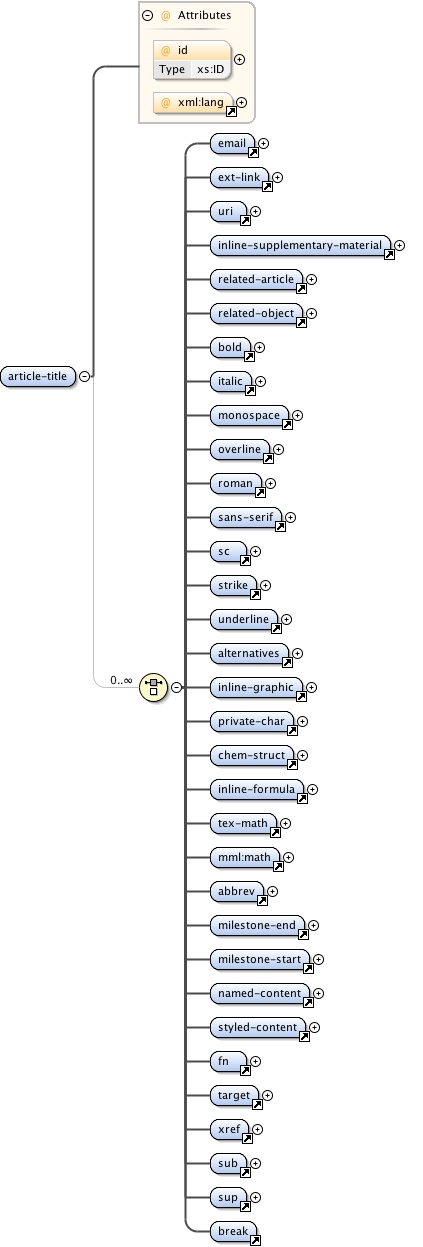 @ Attributes
@ id
Type xs:ID
@ xml:lang
email
ext-link
uri
inline-supplementary-material
related-article
related-object
bold
article-title
italic
monospace
overline
roman
sans-serif
sc
strike
underline
alternatives
0..∞
inline-graphic
private-char
chem-struct
inline-formula
tex-math
mml:math
abbrev
milestone-end
milestone-start
named-content
styled-content
fn
target
xref
sub
sup
break